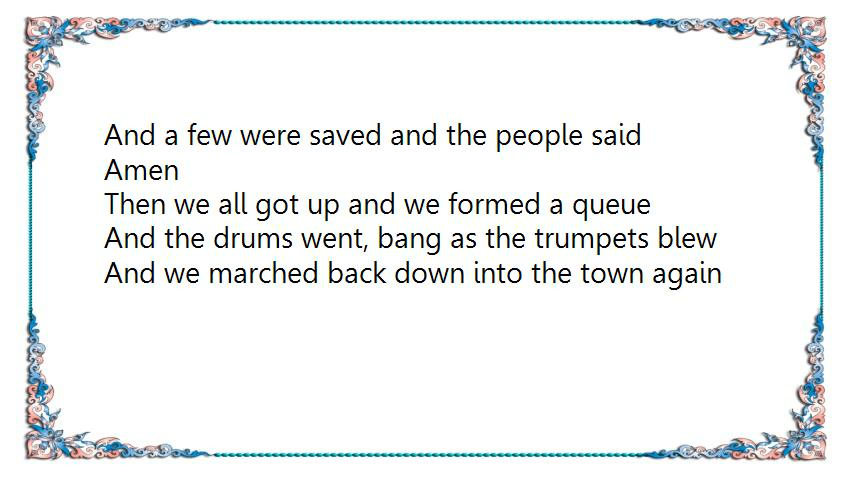 And a few were saved and the people said
Amen
Then we all got up and we formed a queue
And the drums went, bang as the trumpets blew
And we marched back down into the town again